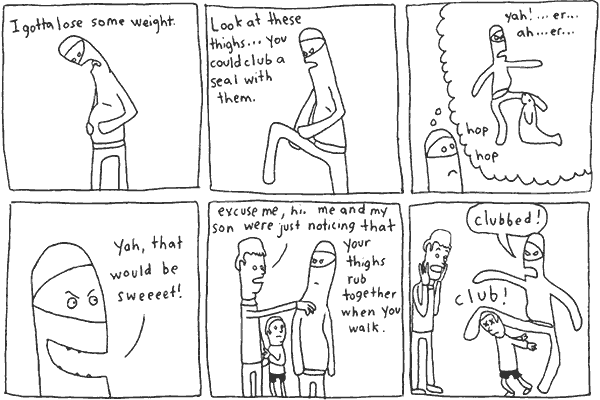 I gotta lose some weight.
Look at these
thighs... you
could club a
seal with
them.
yah! ... er...
ah ... er...
hop
hop
Yah, that
would be
sweeeet!
excuse me, hi. me and my
son were just noticing that
your
thighs
rub
together
when you
walk.
clubbed!
club!